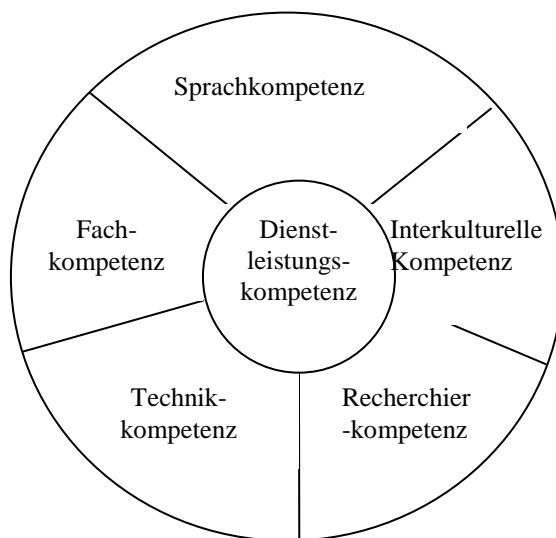 Sprachkompetenz
Fach-
kompetenz
Dienst-
leistungs-
kompetenz
Interkulturelle
Kompetenz
Technik-
kompetenz
Recherchier
-kompetenz